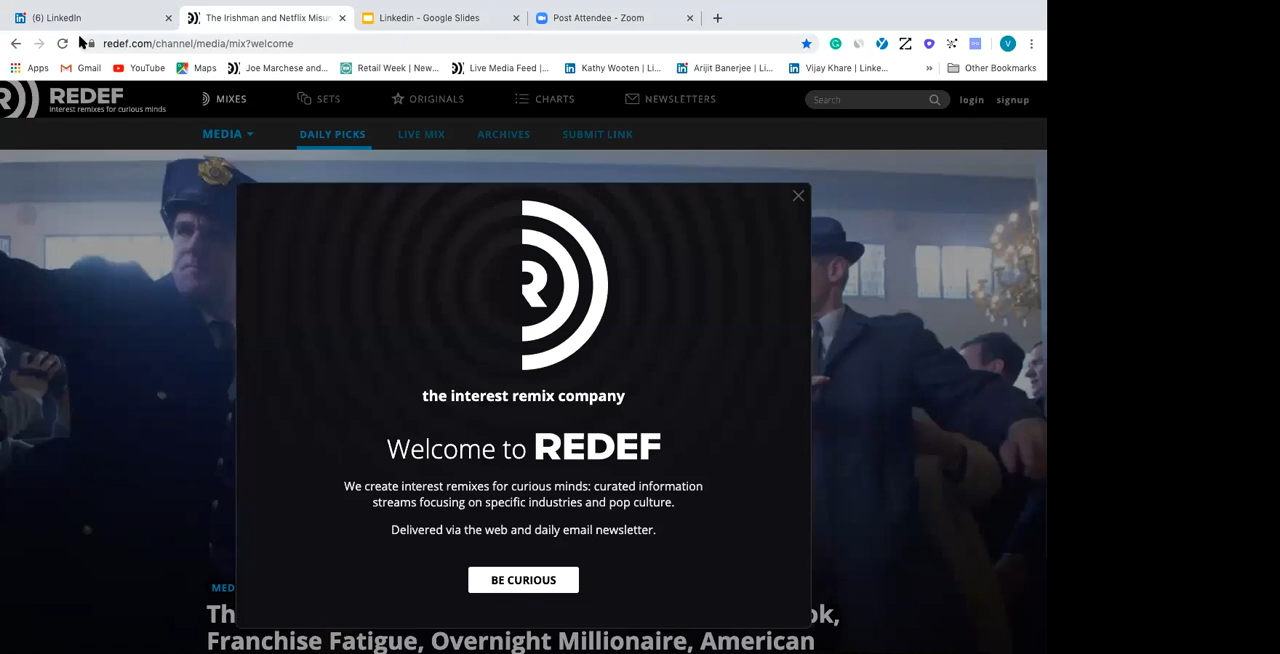 (6) LinkedIn
The Irishman and Netflix Misun
Linkedin - Google Slides
Post Attendee - Zoom
redef.com/channel/media/mix?welcome
V
Apps
Gmail
YouTube
Maps
Joe Marchese and...
Retail Week | New...
Live Media Feed |...
Kathy Wooten | Li...
Arijit Banerjee | Li...
Vijay Khare | Linke...
»
Other Bookmarks
REDEF
interest remixes for curious minds
MIXES
SETS
ORIGINALS
CHARTS
NEWSLETTERS
Search
login
signup
MEDIA
DAILY PICKS
LIVE MIX
ARCHIVES
SUBMIT LINK
R
the interest remix company
Welcome to REDEF
We create interest remixes for curious minds: curated information
streams focusing on specific industries and pop culture.
Delivered via the web and daily email newsletter.
BE CURIOUS
MED
Th
ok,
Franchise Fatigue, Overnight Millionaire, American